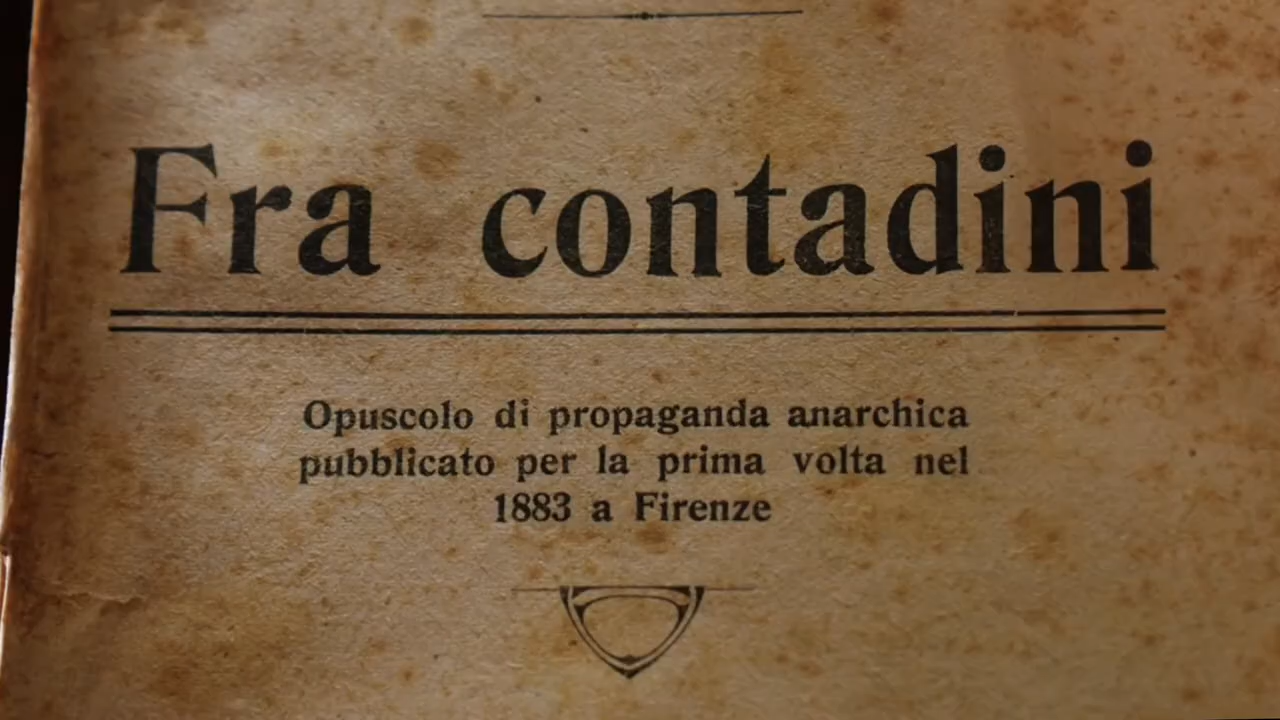 Fra contadini
Opuscolo di propaganda anarchica
pubblicato per la prima volta nel
1883 a Firenze